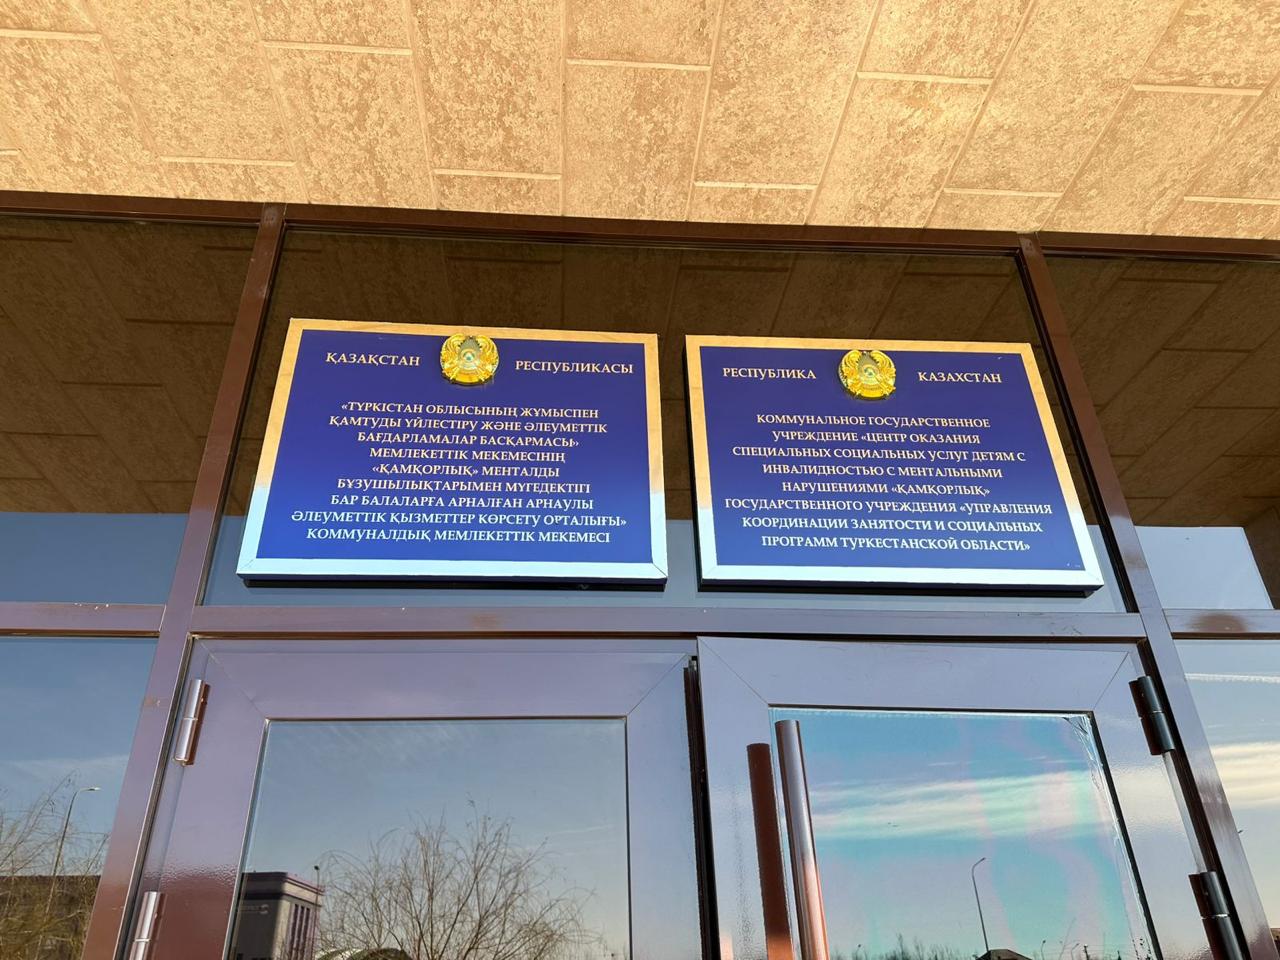 ҚАЗАҚСТАН РЕСПУБЛИКАСЫ
«ТҮРКІСТАН ОБЛЫСЫНЫҢ ЖҰМЫСПЕН
ҚАМТУДЫ ҮЙЛЕСТІРУ ЖӘНЕ ӘЛЕУМЕТТІК
БАҒДАРЛАМАЛАР БАСҚАРМАСЫ»
МЕМЛЕКЕТТІК МЕКЕМЕСІНІҢ
«ҚАМҚОРЛЫҚ» МЕНТАЛДЫ
БҰЗУШЫЛЫҚТАРЫМЕН МҮГЕДЕКТІГІ
БАР БАЛАЛАРҒА АРНАЛҒАН АРНАУЛЫ
ӘЛЕУМЕТТІК ҚЫЗМЕТТЕР КӨРСЕТУ ОРТАЛЫҒЫ»
КОММУНАЛДЫҚ МЕМЛЕКЕТТІК МЕКЕМЕСІ
РЕСПУБЛИКА КАЗАХСТАН
КОММУНАЛЬНОЕ ГОСУДАРСТВЕННОЕ
УЧРЕЖДЕНИЕ «ЦЕНТР ОКАЗАНИЯ
СПЕЦИАЛЬНЫХ СОЦИАЛЬНЫХ УСЛУГ ДЕТЯМ С
ИНВАЛИДНОСТЬЮ С МЕНТАЛЬНЫМИ
НАРУШЕНИЯМИ «ҚАМҚОРЛЫҚ»
ГОСУДАРСТВЕННОГО УЧРЕЖДЕНИЯ «УПРАВЛЕНИЯ
КООРДИНАЦИИ ЗАНЯТОСТИ И СОЦИАЛЬНЫХ
ПРОГРАММ ТУРКЕСТАНСКОЙ ОБЛАСТИ»